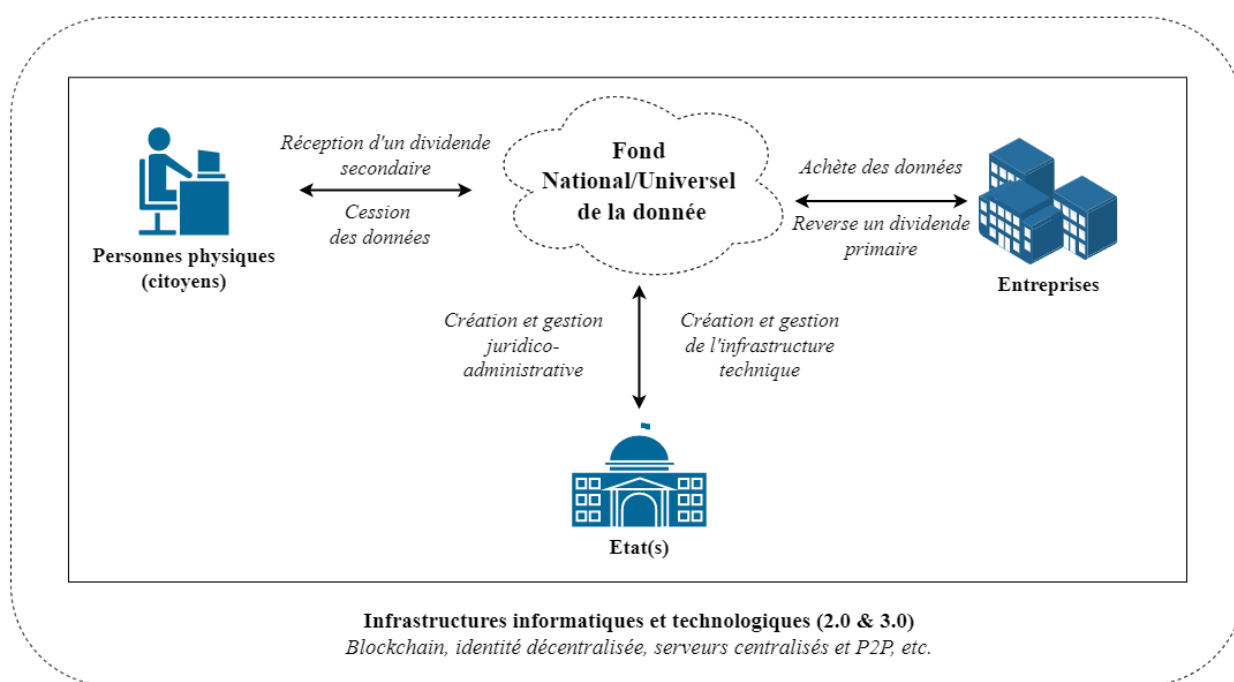 Réception d'un dividende
secondaire
Cession
des données
Personnes physiques
(citoyens)
Fond
National/Universel
de la donnée
Achète des données
Reverse un dividende
primaire
Entreprises
Création et gestion
juridico-
administrative
Création et gestion
de l'infrastructure
technique
Etat(s)
Infrastructures informatiques et technologiques (2.0 & 3.0)
Blockchain, identité décentralisée, serveurs centralisés et P2P, etc.